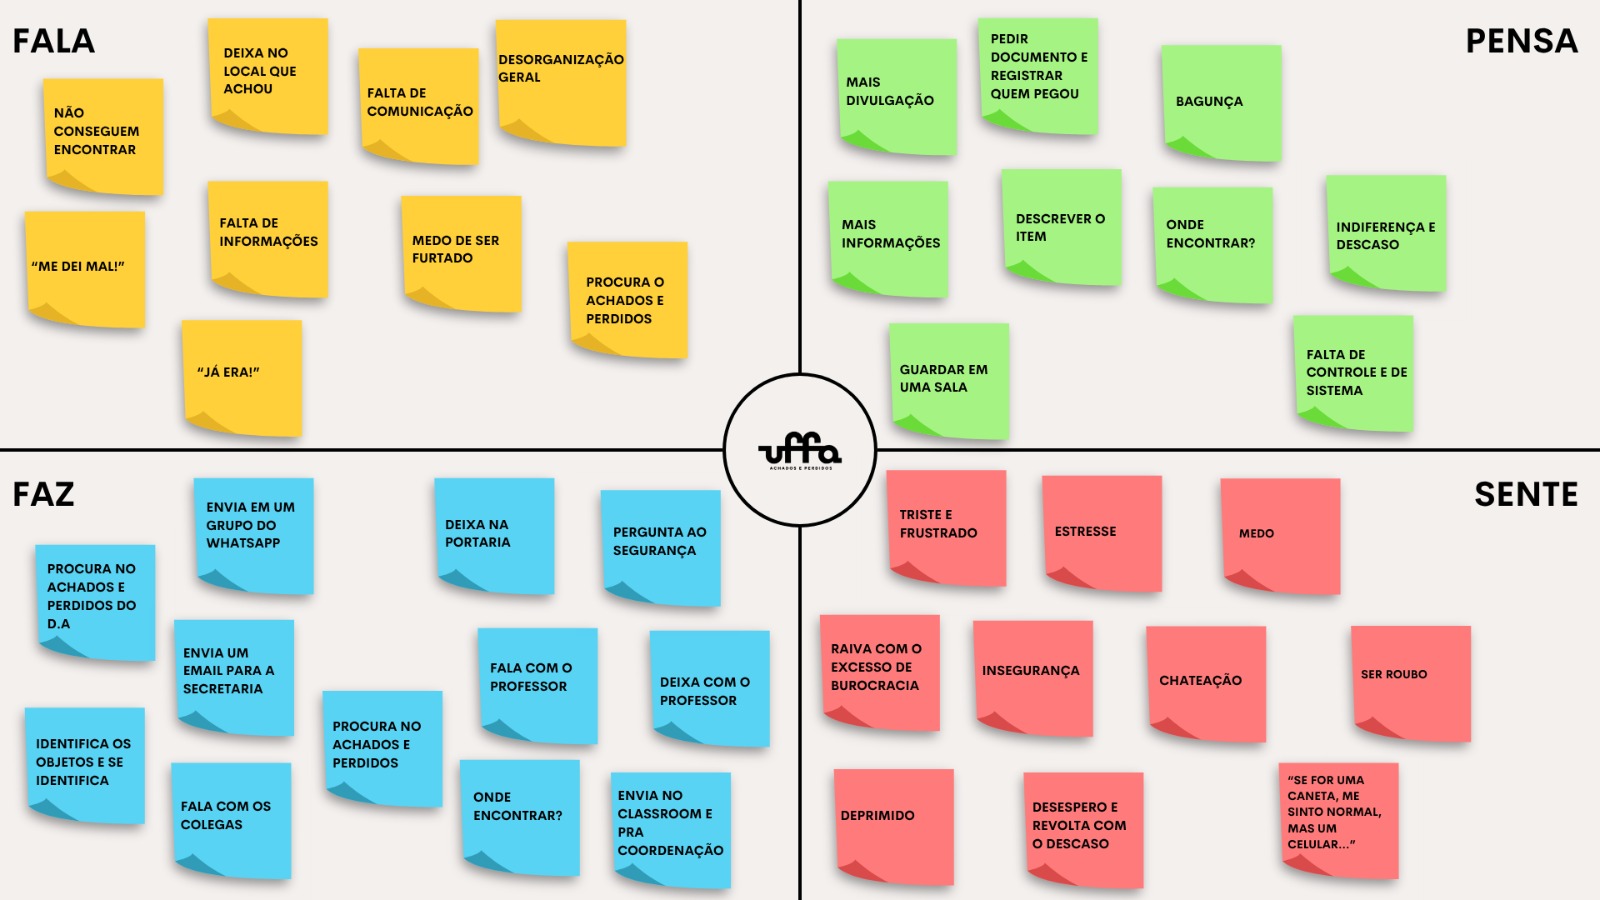 FALA
DEIXA NO
LOCAL QUE
ACHOU
DESORGANIZAÇÃO
GERAL
FALTA DE
COMUNICAÇÃO
NÃO
CONSEGUEM
ENCONTRAR
FALTA DE
INFORMAÇÕES
MEDO DE SER
FURTADO
"ME DEI MAL!"
PROCURA O
ACHADOS E
PERDIDOS
"JÁ ERA!"
PENSA
MAIS
DIVULGAÇÃO
PEDIR
DOCUMENTO E
REGISTRAR
QUEM PEGOU
BAGUNÇA
MAIS
INFORMAÇÕES
DESCREVER O
ITEM
ONDE
ENCONTRAR?
INDIFERENÇA E
DESCASO
GUARDAR EM
UMA SALA
FALTA DE
CONTROLE E DE
SISTEMA
uffa
ACHADOS E PERDIDOS
FAZ
ENVIA EM UM
GRUPO DO
WHATSAPP
DEIXA NA
PORTARIA
PERGUNTA AO
SEGURANÇA
PROCURA NO
ACHADOS E
PERDIDOS DO
D.A
ENVIA UM
EMAIL PARA A
SECRETARIA
FALA COM O
PROFESSOR
DEIXA COM O
PROFESSOR
PROCURA NO
ACHADOS E
PERDIDOS
IDENTIFICA OS
OBJETOS E SE
IDENTIFICA
FALA COM OS
COLEGAS
ONDE
ENCONTRAR?
ENVIA NO
CLASSROOM E
PRA
COORDENAÇÃO
SENTE
TRISTE E
FRUSTRADO
ESTRESSE
MEDO
RAIVA COM O
EXCESSO DE
BUROCRACIA
INSEGURANÇA
CHATEAÇÃO
SER ROUBO
DEPRIMIDO
DESESPERO E
REVOLTA COM
O DESCASO
"SE FOR UMA
CANETA, ME
SINTO NORMAL,
MAS UM
CELULAR..."